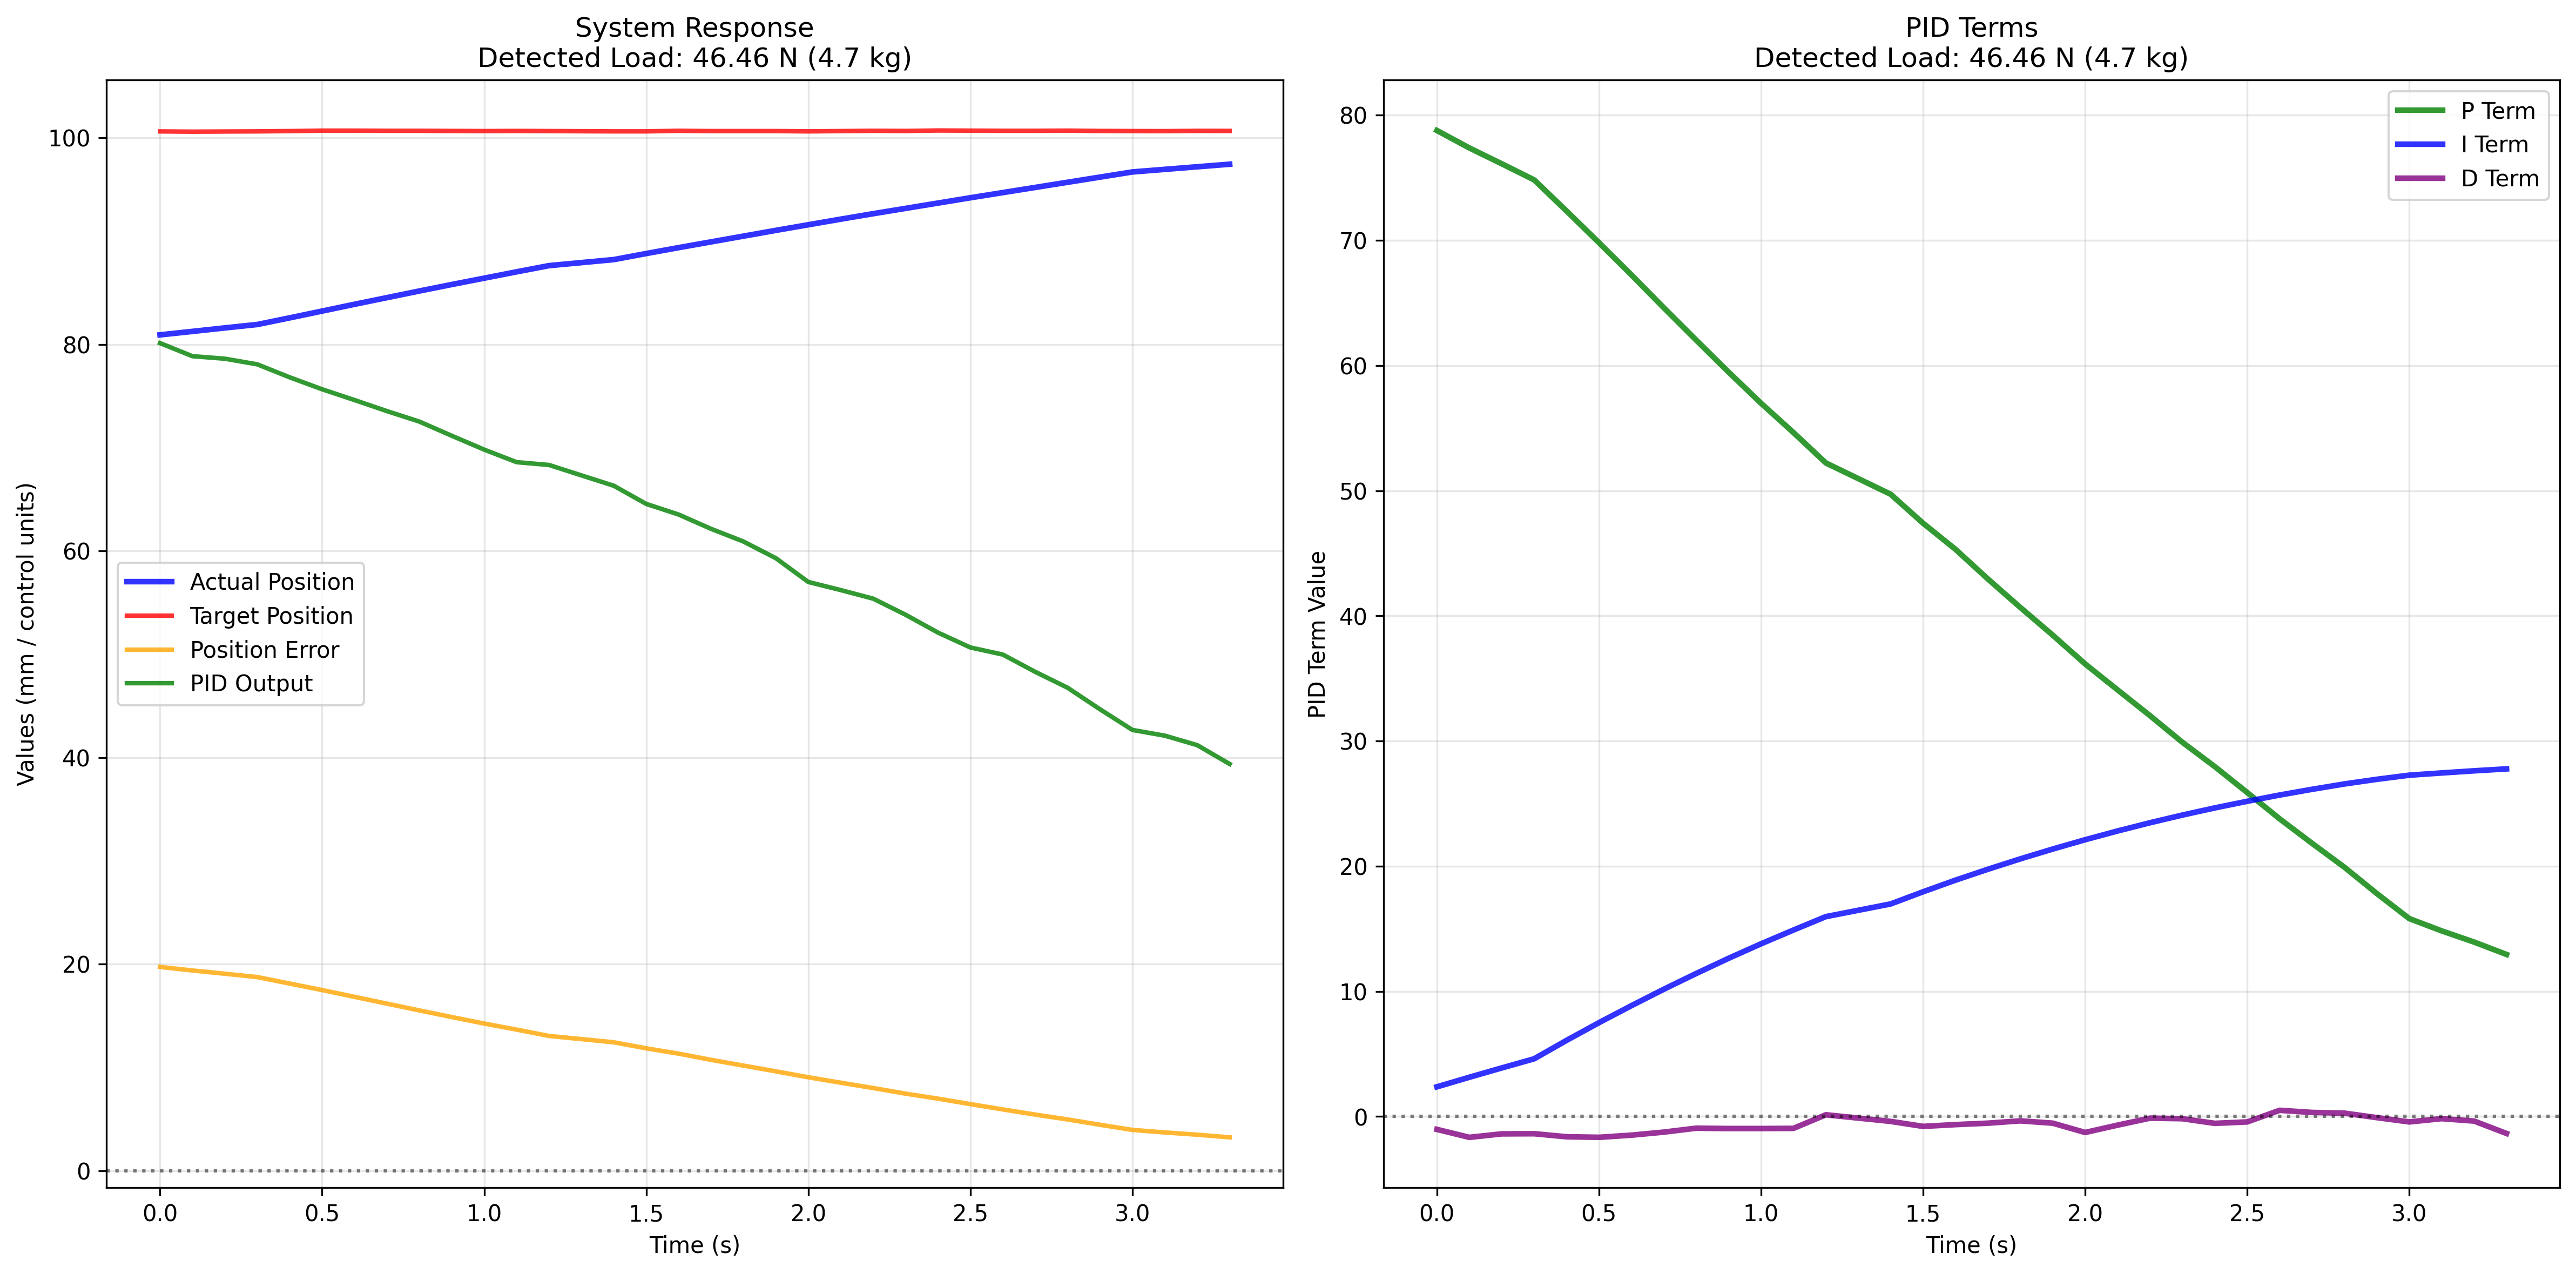 System Response
Detected Load: 46.46 N (4.7 kg)
Values (mm / control units)
100
80
60
40
20
0
Actual Position
Target Position
Position Error
PID Output
0.0 0.5 1.0 1.5 2.0 2.5 3.0
Time (s)
PID Terms
Detected Load: 46.46 N (4.7 kg)
PID Term Value
80
70
60
50
40
30
20
10
0
P Term
I Term
D Term
0.0 0.5 1.0 1.5 2.0 2.5 3.0
Time (s)